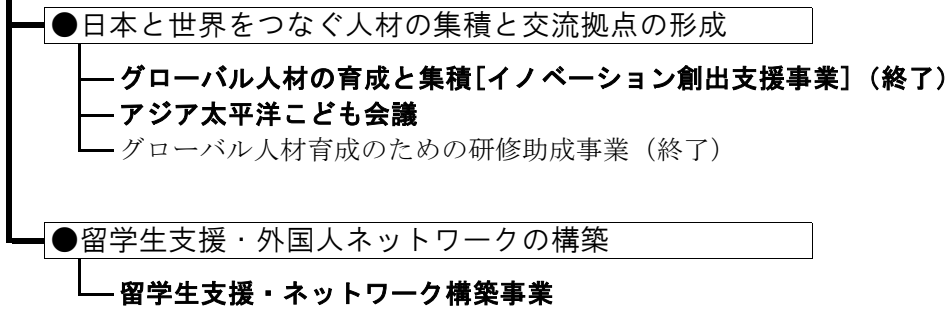 ●日本と世界をつなぐ人材の集積と交流拠点の形成
グローバル人材の育成と集積[イノベーション創出支援事業]（終了）
アジア太平洋こども会議
グローバル人材育成のための研修助成事業（終了）
●留学生支援・外国人ネットワークの構築
留学生支援・ネットワーク構築事業